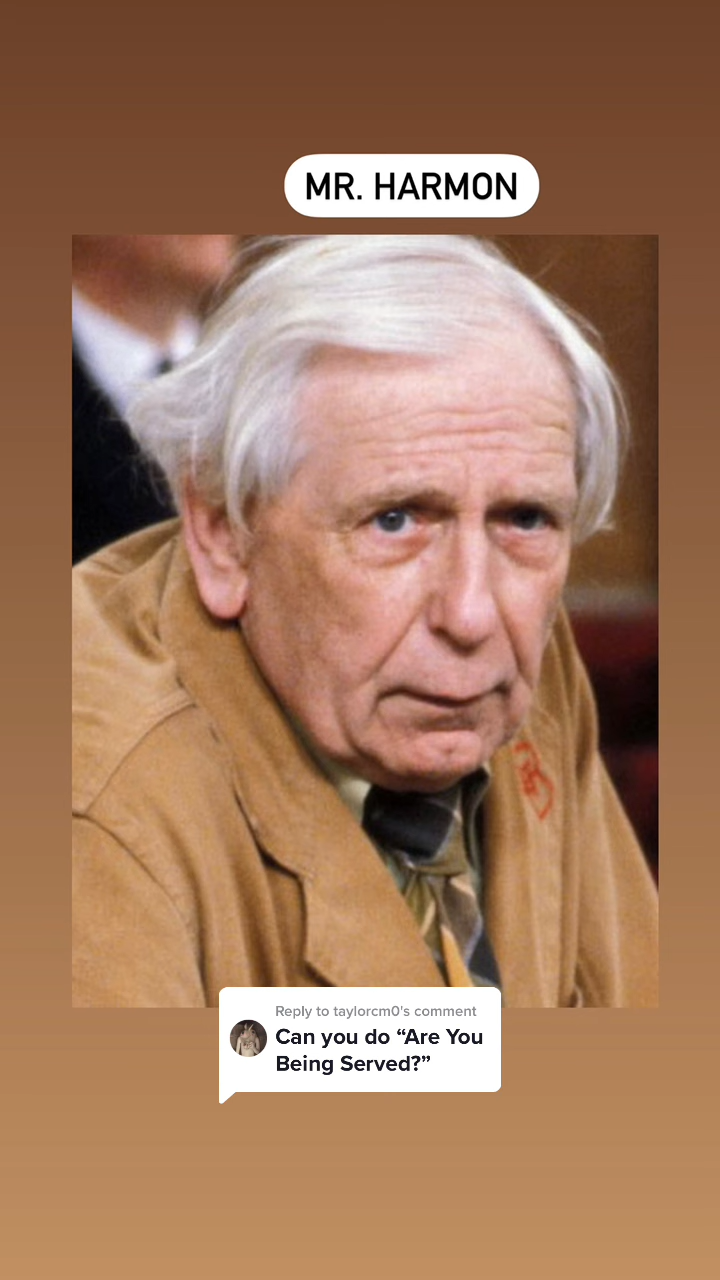 MR. HARMON
Reply to taylorcm0's comment
Can you do “Are You
Being Served?”